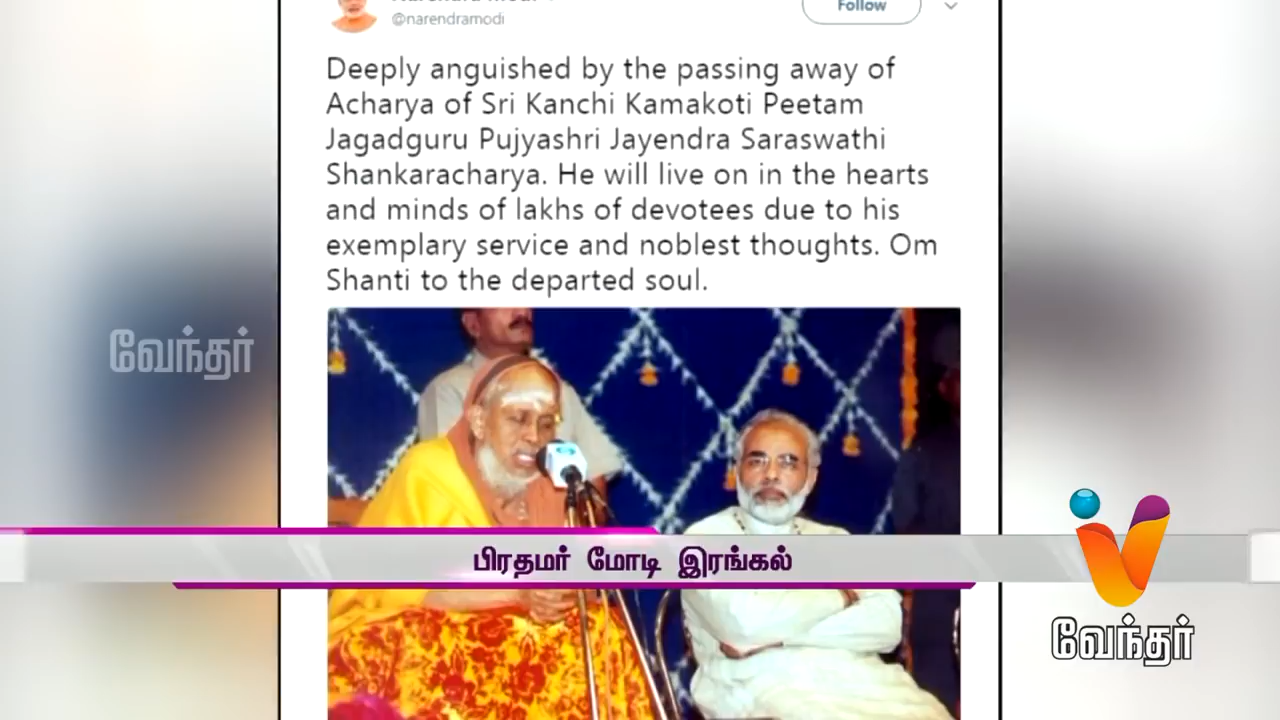 @narendramodi
Follow
Deeply anguished by the passing away of
Acharya of Sri Kanchi Kamakoti Peetam
Jagadguru Pujyashri Jayendra Saraswathi
Shankaracharya. He will live on in the hearts
and minds of lakhs of devotees due to his
exemplary service and noblest thoughts. Om
Shanti to the departed soul.
வேந்தர்
பிரதமர் மோடி இரங்கல்
வேந்தர்